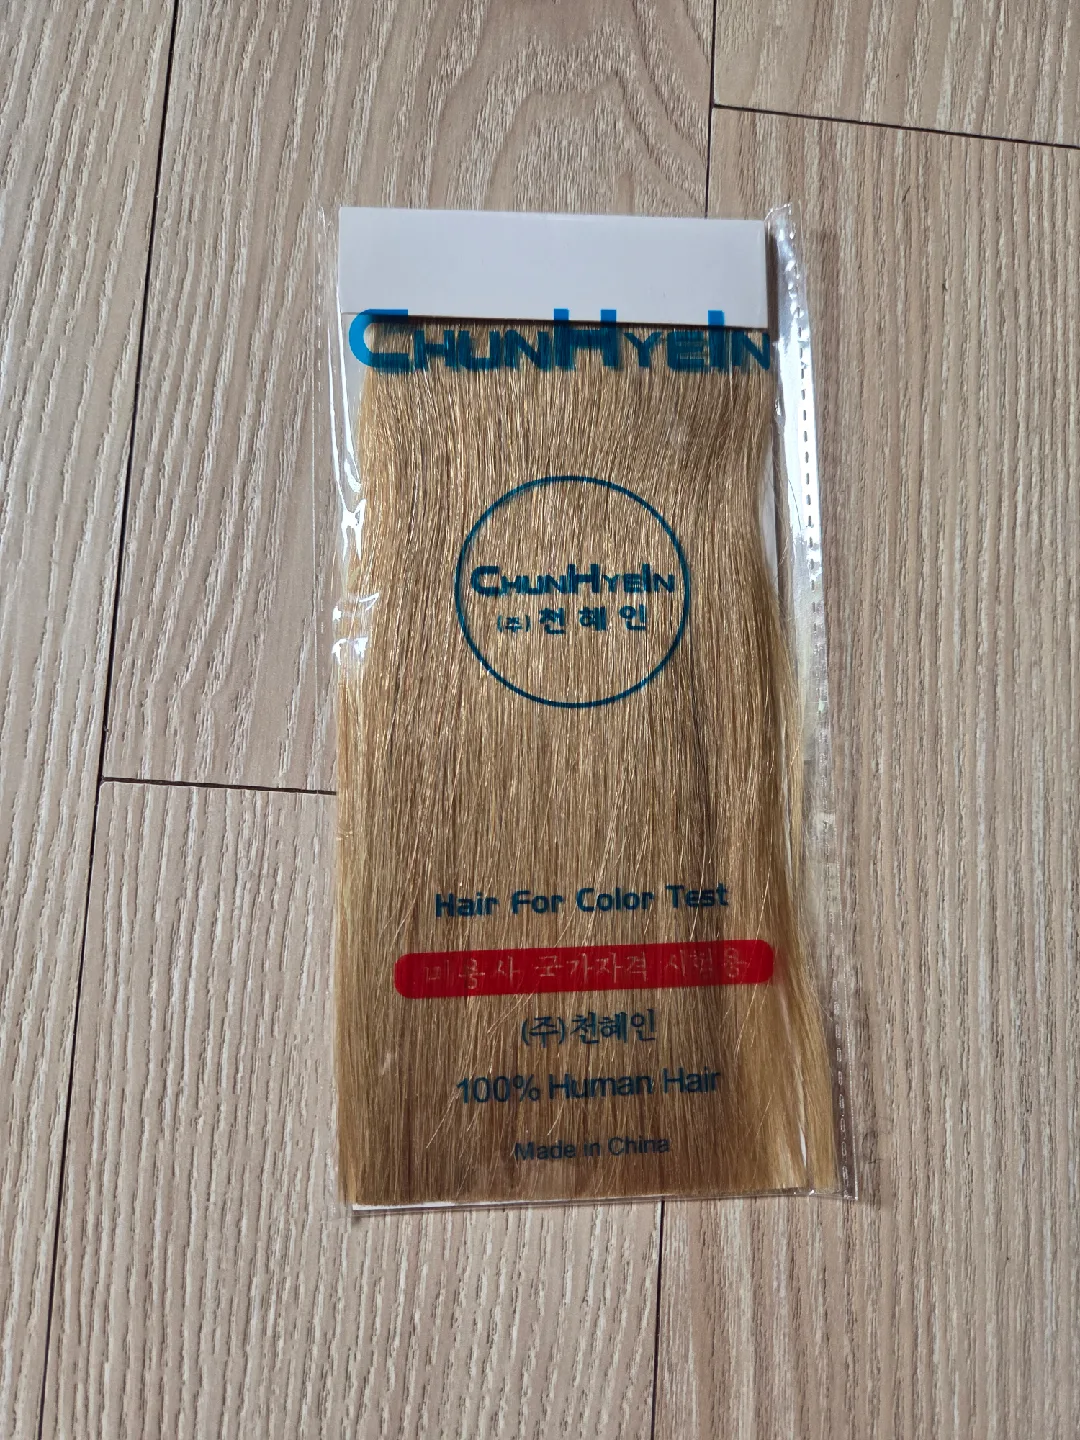 CHUNHYEIN
CHUNHYEIN
(주) 천 혜 인
Hair For Color Test
미용사 국가자격 시험용
(주)천혜인
100% Human Hair
Made in China